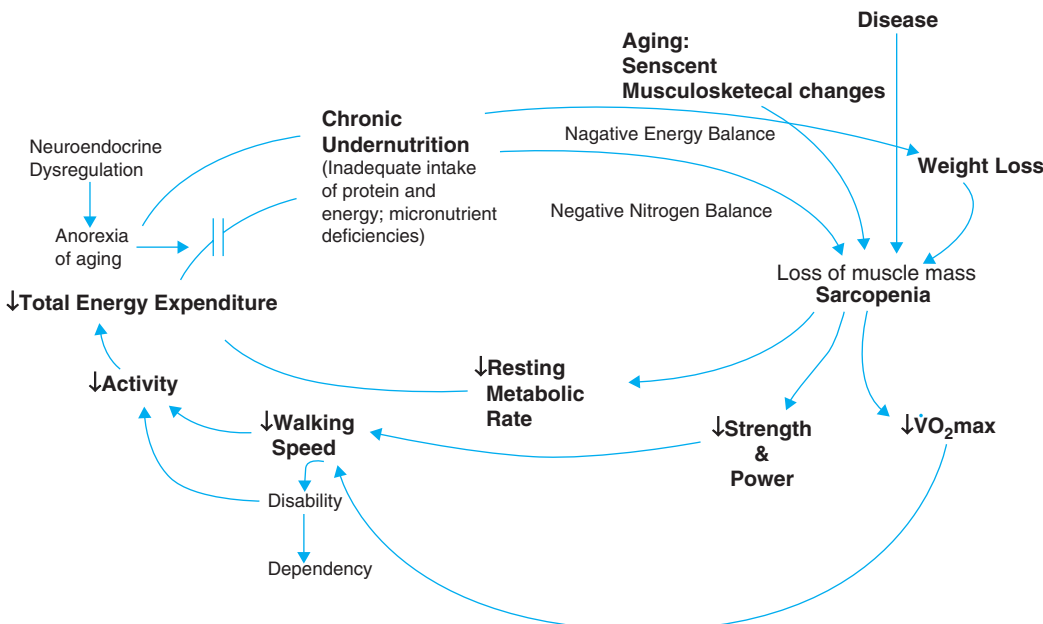 Disease
Aging:
Senscent
Musculosketecal changes
Chronic
Undernutrition
(Inadequate intake
of protein and
energy; micronutrient
deficiencies)
Nagative Energy Balance
Neuroendocrine
Dysregulation
Weight Loss
Negative Nitrogen Balance
Anorexia
of aging
Loss of muscle mass
Sarcopenia
↓Total Energy Expenditure
↓Resting
Metabolic
Rate
↓Activity
↓Walking
Speed
↓Strength
&
Power
↓V̇O₂max
Disability
Dependency